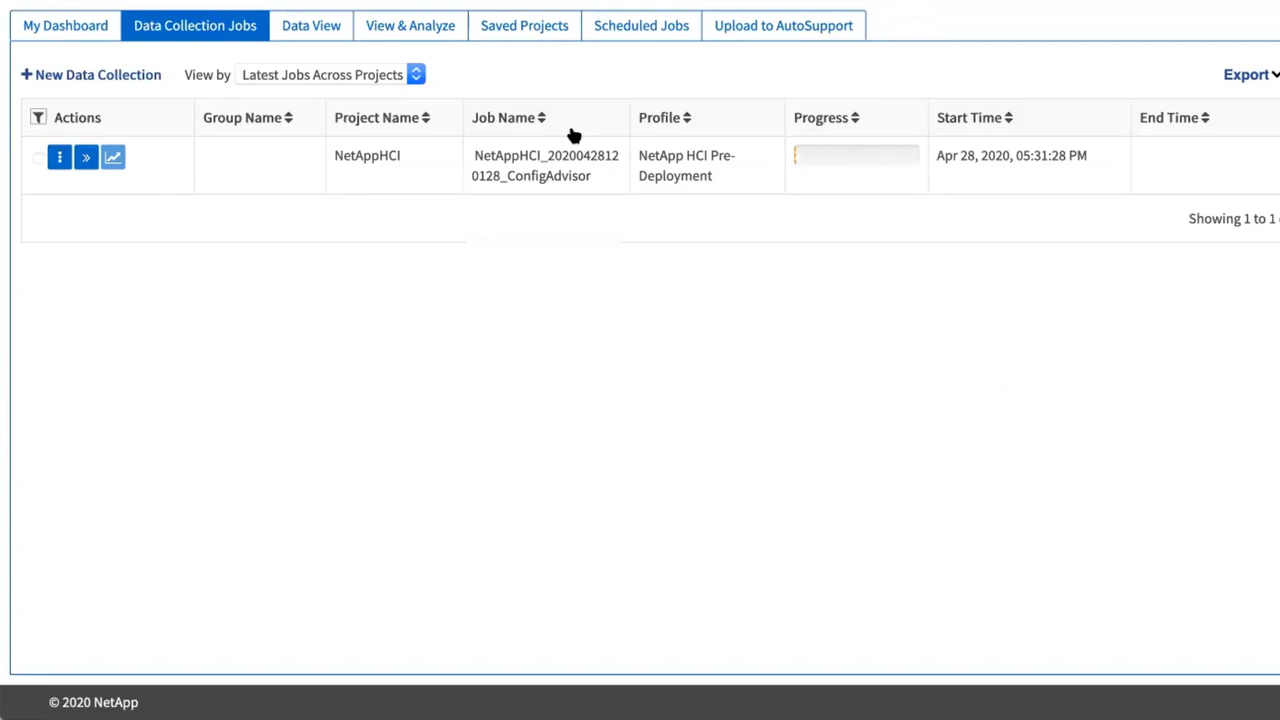 My Dashboard Data Collection Jobs Data View View & Analyze Saved Projects Scheduled Jobs Upload to AutoSupport
+ New Data Collection View by Latest Jobs Across Projects Export
Actions Group Name Project Name Job Name Profile Progress Start Time End Time
NetAppHCI NetAppHCI_2020042812 NetApp HCI Pre- Apr 28, 2020, 05:31:28 PM
0128_ConfigAdvisor Deployment
Showing 1 to 1
© 2020 NetApp